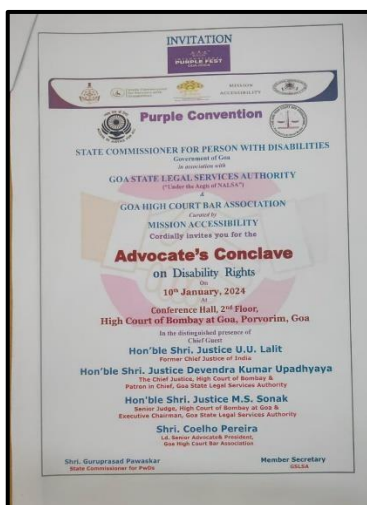 INVITATION
PURPLE FEST
MISSION
ACCESSIBILITY
Purple Convention
STATE COMMISSIONER FOR PERSON WITH DISABILITIES
Government of Goa
in association with
GOA STATE LEGAL SERVICES AUTHORITY
("Under the Aegis of NALSA")
&
GOA HIGH COURT BAR ASSOCIATION
Curated by
MISSION ACCESSIBILITY
Cordially invites you for the
Advocate's Conclave
on Disability Rights
On
10th January, 2024
At
Conference Hall, 2nd Floor,
High Court of Bombay at Goa, Porvorim, Goa
In the distinguished presence of
Chief Guest
Hon'ble Shri. Justice U.U. Lalit
Former Chief Justice of India
Hon'ble Shri. Justice Devendra Kumar Upadhyaya
The Chief Justice, High Court of Bombay &
Patron in Chief, Goa State Legal Services Authority
Hon'ble Shri. Justice M.S. Sonak
Senior Judge, High Court of Bombay at Goa &
Executive Chairman, Goa State Legal Services Authority
Shri. Coelho Pereira
Ld. Senior Advocate& President,
Goa High Court Bar Association
Shri. Guruprasad Pawaskar
State Commissioner for PwDs
Member Secretary
GSLSA